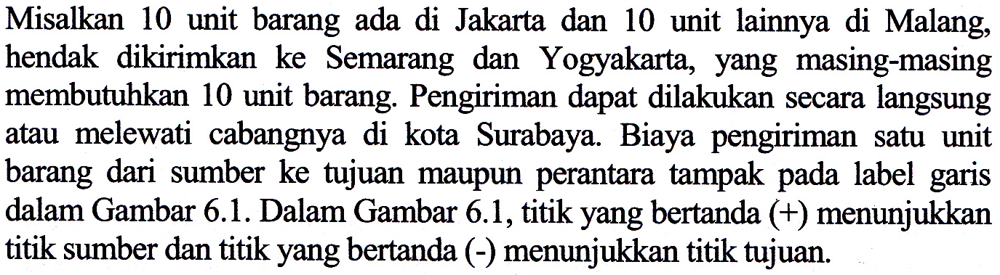 Misalkan 10 unit barang ada di Jakarta dan 10 unit lainnya di Malang,
hendak dikirimkan ke Semarang dan Yogyakarta, yang masing-masing
membutuhkan 10 unit barang. Pengiriman dapat dilakukan secara langsung
atau melewati cabangnya di kota Surabaya. Biaya pengiriman satu unit
barang dari sumber ke tujuan maupun perantara tampak pada label garis
dalam Gambar 6.1. Dalam Gambar 6.1, titik yang bertanda (+) menunjukkan
titik sumber dan titik yang bertanda (-) menunjukkan titik tujuan.